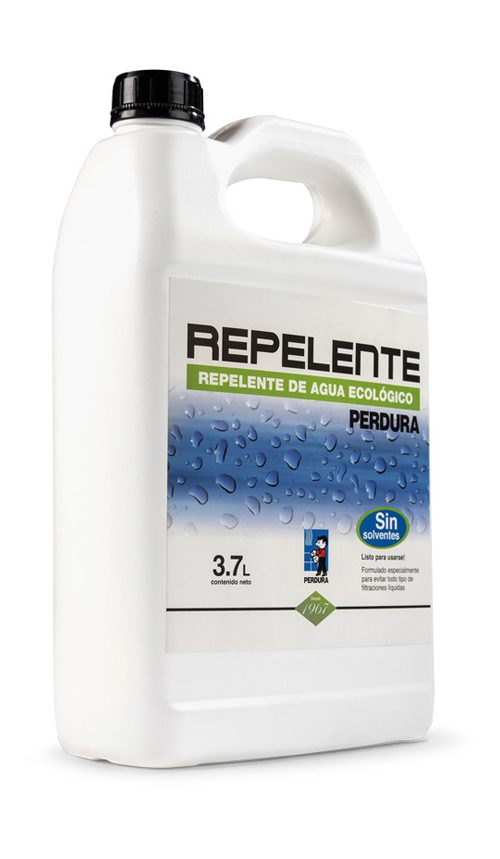 REPELENTE
REPELENTE DE AGUA ECOLÓGICO
PERDURA
Sin
solventes
Listo para usarse!
3.7L
contenido neto
PERDURA
Formulado especialmente
para evitar todo tipo de
filtraciones líquidas
Desde
1967